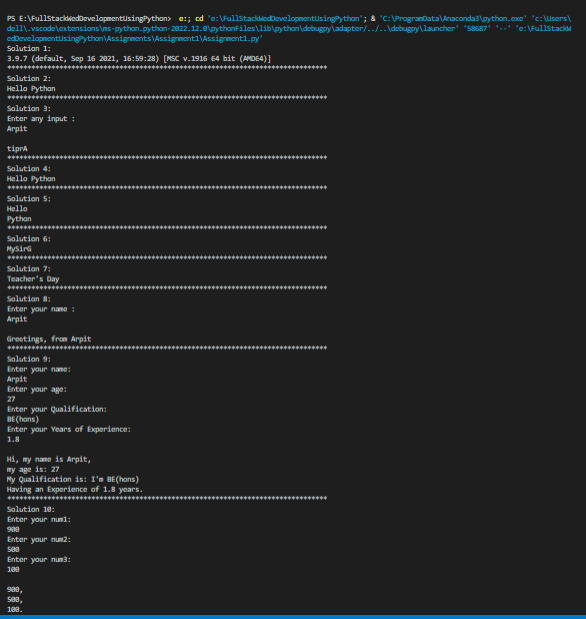 PS E:\FullStackWedDevelopmentUsingPython>  e:; cd 'e:\FullStackWedDevelopmentUsingPython'; & 'C:\ProgramData\Anaconda3\python.exe' 'c:\Users\
dell\.vscode\extensions\ms-python.python-2022.12.0\pythonFiles\lib\python\debugpy\adapter/../..\debugpy\launcher' '58687' '--' 'e:\FullStackW
edDevelopmentUsingPython\Assignments\Assignment1\Assignment1.py'
Solution 1:
3.9.7 (default, Sep 16 2021, 16:59:28) [MSC v.1916 64 bit (AMD64)]
********************************************************************************
Solution 2:
Hello Python
********************************************************************************
Solution 3:
Enter any input :
Arpit
tiprA
********************************************************************************
Solution 4:
Hello Python
********************************************************************************
Solution 5:
Hello
Python
********************************************************************************
Solution 6:
MySirG
********************************************************************************
Solution 7:
Teacher's Day
********************************************************************************
Solution 8:
Enter your name :
Arpit
Greetings, from Arpit
********************************************************************************
Solution 9:
Enter your name:
Arpit
Enter your age:
27
Enter your Qualification:
BE(hons)
Enter your Years of Experience:
1.8
Hi, my name is Arpit,
my age is: 27
My Qualification is: I'm BE(hons)
Having an Experience of 1.8 years.
********************************************************************************
Solution 10:
Enter your num1:
900
Enter your num2:
500
Enter your num3:
100
900,
500,
100.